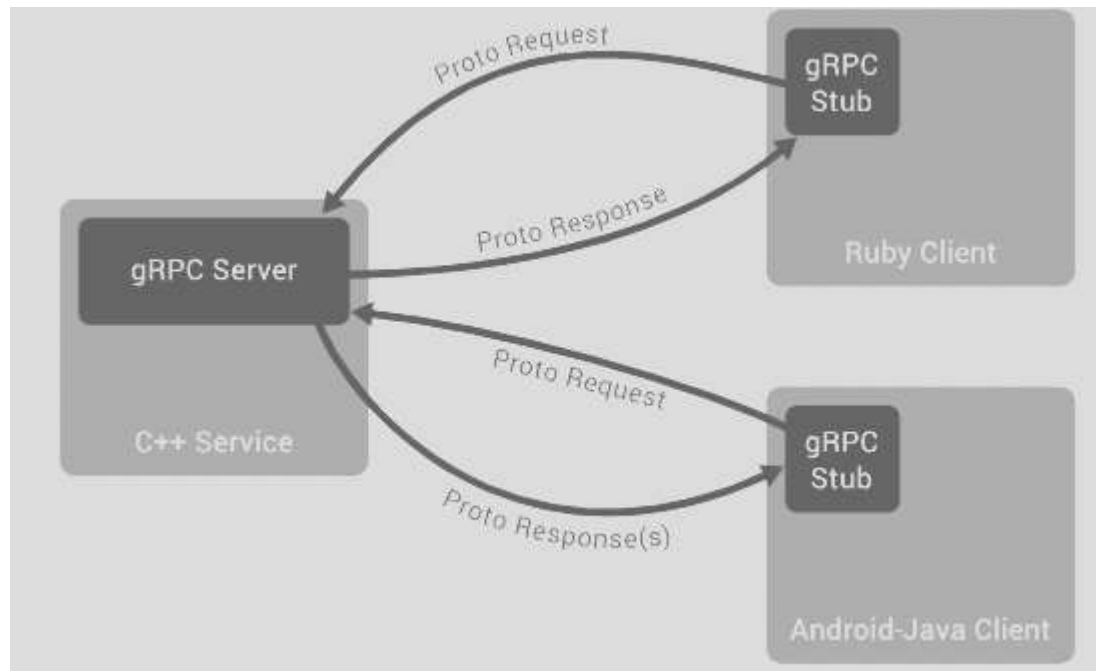 Proto Request
gRPC
Stub
Proto Response
Ruby Client
gRPC Server
C++ Service
Proto Request
gRPC
Stub
Proto Response(s)
Android-Java Client